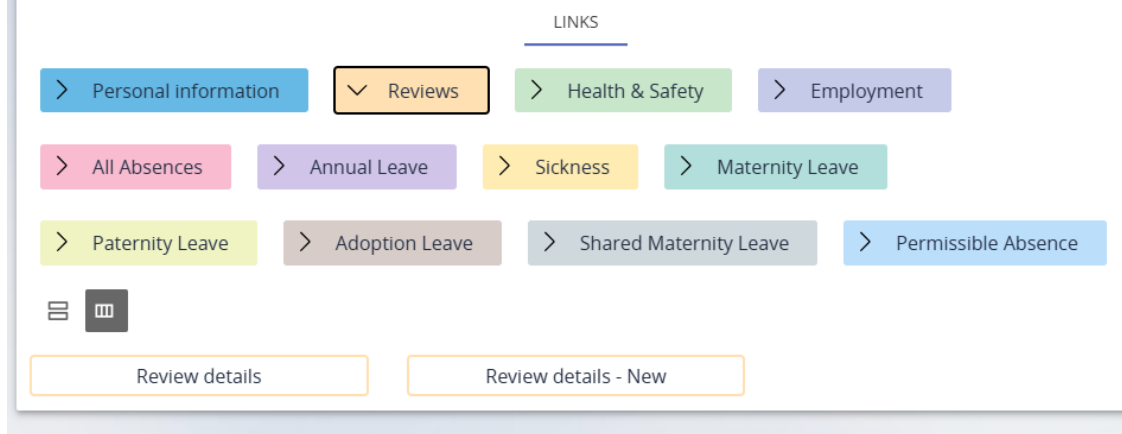 LINKS
Personal information Reviews Health & Safety Employment
All Absences Annual Leave Sickness Maternity Leave
Paternity Leave Adoption Leave Shared Maternity Leave Permissible Absence
Review details Review details - New